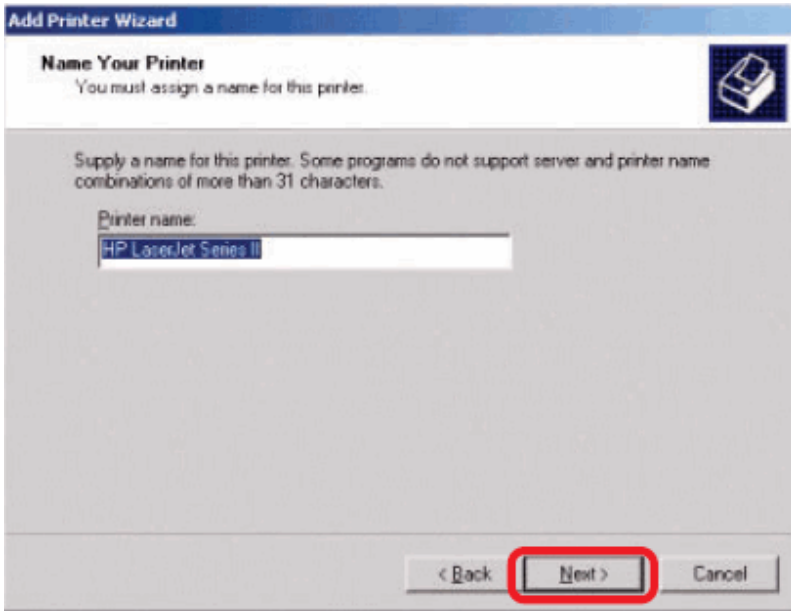 Add Printer Wizard
Name Your Printer
You must assign a name for this printer.
Supply a name for this printer. Some programs do not support server and printer name
combinations of more than 31 characters.
Printer name:
HP LaserJet Series II
< Back Next > Cancel